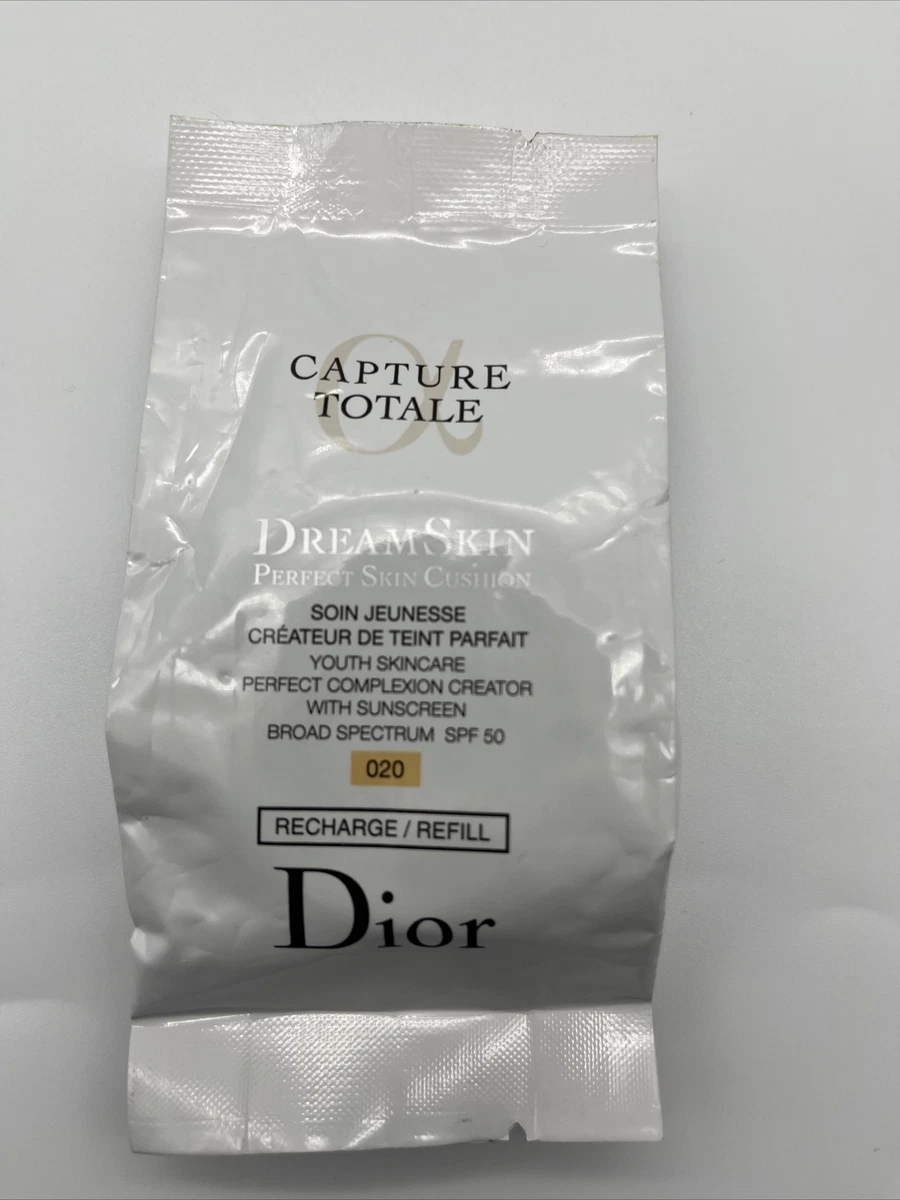 CAPTURE
TOTALE
DREAMSKIN
PERFECT SKIN CUSHION
SOIN JEUNESSE
CRÉATEUR DE TEINT PARFAIT
YOUTH SKINCARE
PERFECT COMPLEXION CREATOR
WITH SUNSCREEN
BROAD SPECTRUM SPF 50
020
RECHARGE / REFILL
Dior